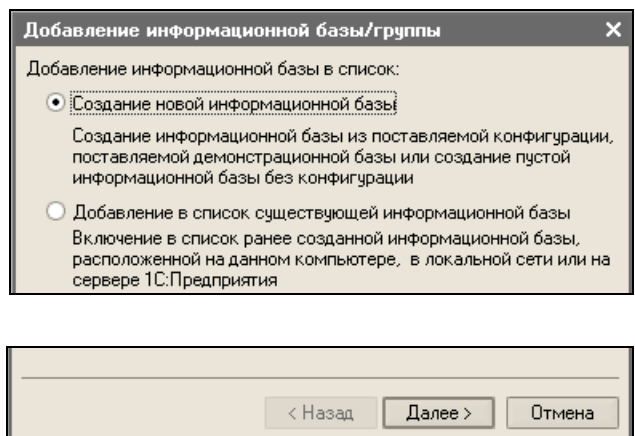 Добавление информационной базы/группы
Добавление информационной базы в список:
Создание новой информационной базы
Создание информационной базы из поставляемой конфигурации,
поставляемой демонстрационной базы или создание пустой
информационной базы без конфигурации
Добавление в список существующей информационной базы
Включение в список ранее созданной информационной базы,
расположенной на данном компьютере, в локальной сети или на
сервере 1С:Предприятия
< Назад Далее > Отмена